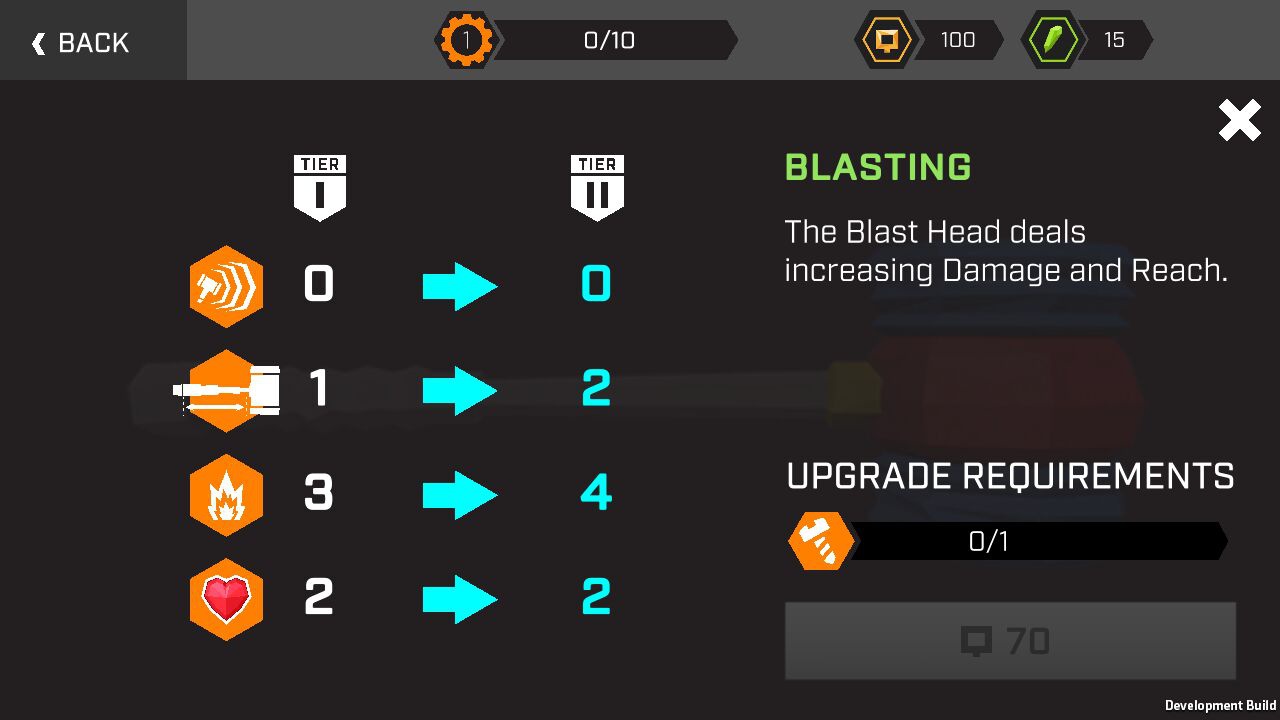 BACK
1
0/10
100
15
TIER
I
TIER
II
BLASTING
The Blast Head deals
increasing Damage and Reach.
0
0
1
2
3
4
2
2
UPGRADE REQUIREMENTS
0/1
70
Development Build